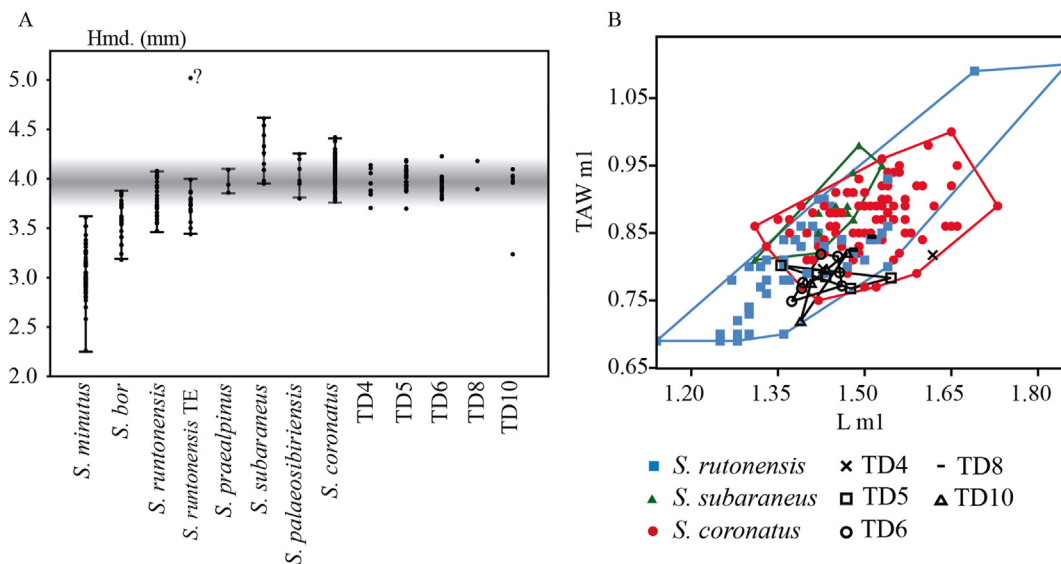 A
Hmd. (mm)
?
5.0
4.5
4.0
3.5
3.0
2.5
2.0
S. minutus
S. bor
S. runtonensis
S. runtonensis TE
S. praealpinus
S. subaraneus
S. palaeosibiriensis
S. coronatus
TD4
TD5
TD6
TD8
TD10
B
TAW m1
1.05
0.95
0.85
0.75
0.65
1.20
1.35
1.50
1.65
1.80
L m1
S. rutonensis
S. subaraneus
S. coronatus
TD4
TD5
TD6
TD8
TD10